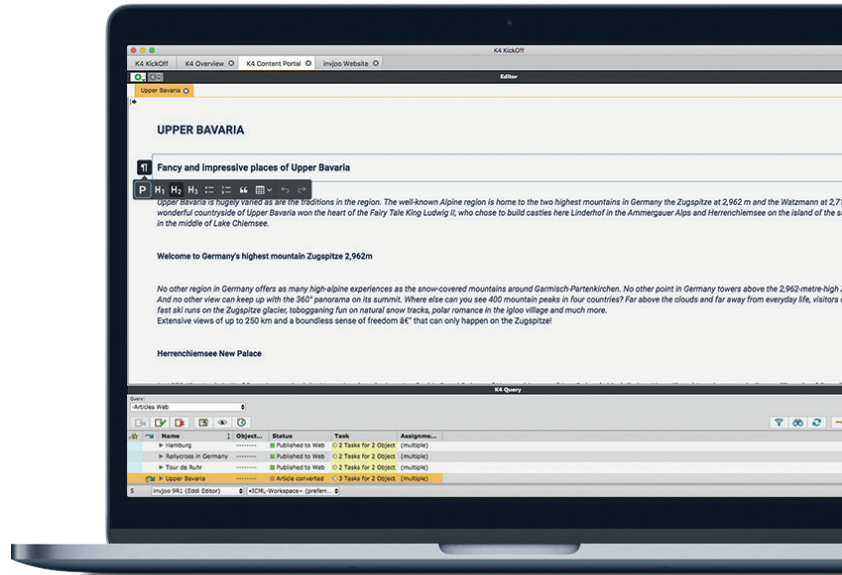 K4 KickOff
K4 KickOff K4 Overview K4 Content Portal invjoo Website
Editor
Upper Bavaria
UPPER BAVARIA
Fancy and impressive places of Upper Bavaria
P H1 H2 H3
Upper Bavaria is hugely varied as are the traditions in the region. The well-known Alpine region is home to the two highest mountains in Germany the Zugspitze at 2,962 m and the Watzmann at 2,71
wonderful countryside of Upper Bavaria won the heart of the Fairy Tale King Ludwig II, who chose to build castles here Linderhof in the Ammergauer Alps and Herrenchiemsee on the island of the s
in the middle of Lake Chiemsee.
Welcome to Germany's highest mountain Zugspitze 2,962m
No other region in Germany offers as many high-alpine experiences as the snow-covered mountains around Garmisch-Partenkirchen. No other point in Germany towers above the 2,962-metre-high Z
And no other view can keep up with the 360° panorama on its summit. Where else can you see 400 mountain peaks in four countries? Far above the clouds and far away from everyday life, visitors
fast ski runs on the Zugspitze glacier, tobogganing fun on natural snow tracks, polar romance in the igloo village and much more.
Extensive views of up to 250 km and a boundless sense of freedom â€" that can only happen on the Zugspitze!
Herrenchiemsee New Palace
K4 Query
Query:
-Articles Web
Name 1 Object... Status Task Assignme...
Hamburg -------- Published to Web 2 Tasks for 2 Object (multiple)
Rallycross in Germany -------- Published to Web 2 Tasks for 2 Object (multiple)
Tour de Ruhr -------- Published to Web 2 Tasks for 2 Object (multiple)
Upper Bavaria -------- Article converted 3 Tasks for 2 Object (multiple)
5 invjoo 9R1 (Eddi Editor) •ICML-Workspace• (preferr...